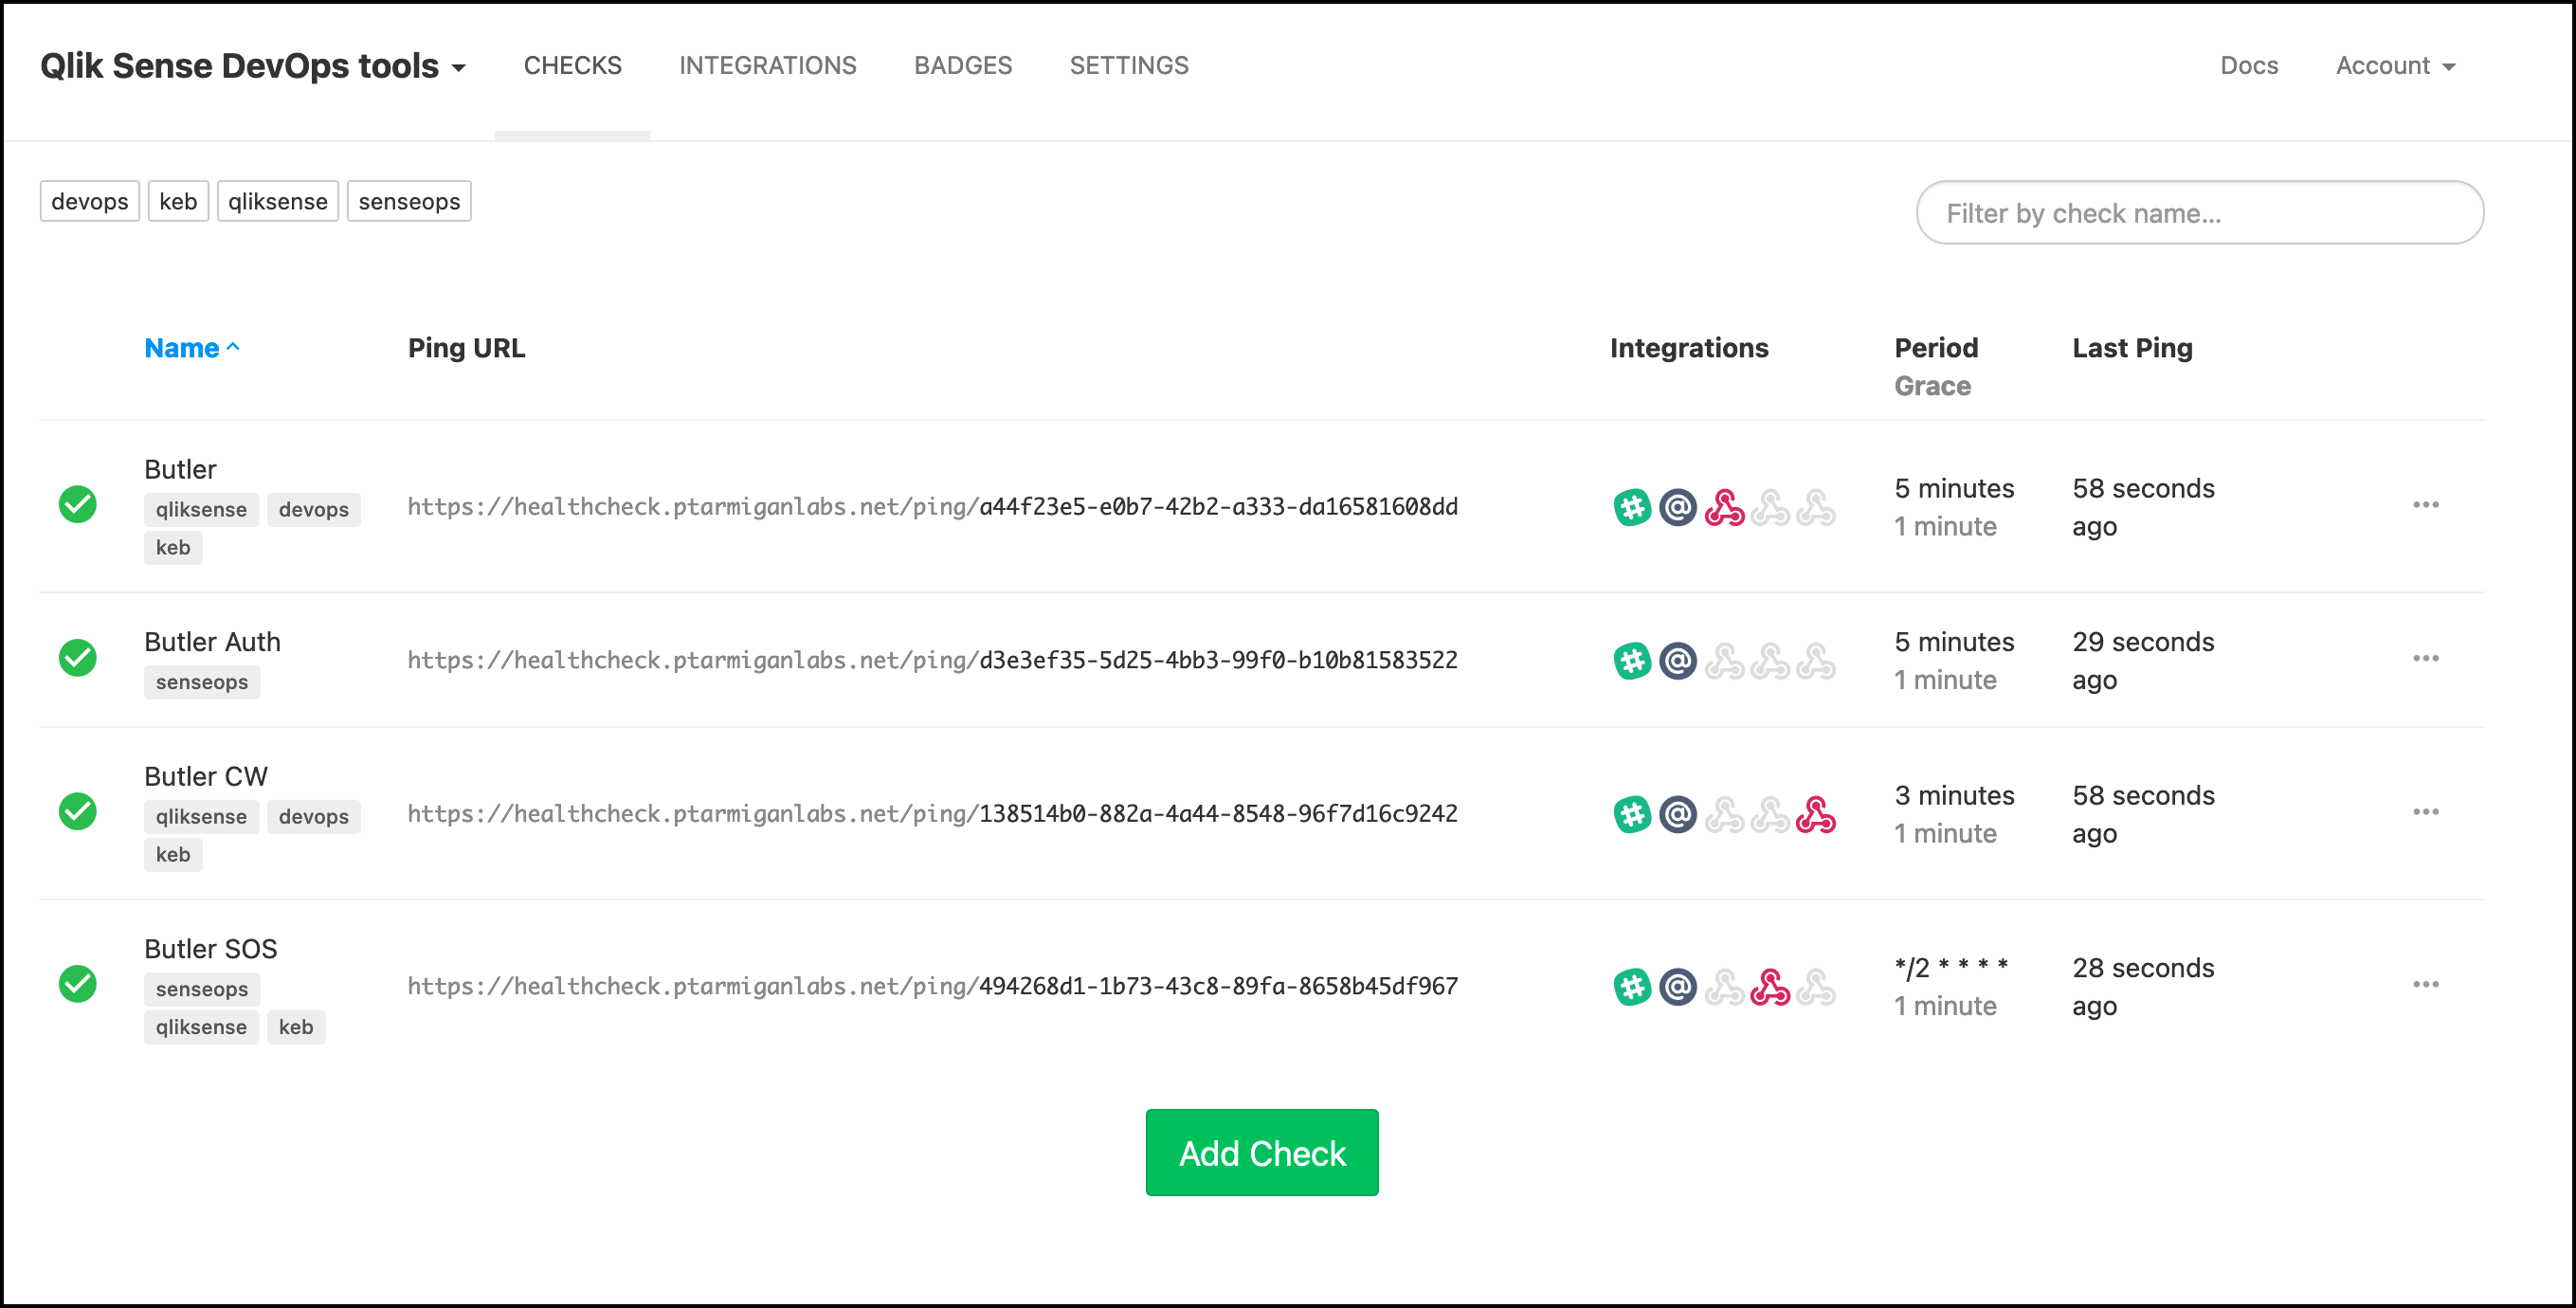 Qlik Sense DevOps tools CHECKS INTEGRATIONS BADGES SETTINGS Docs Account
devops keb qliksense senseops
Filter by check name...
Name Ping URL Integrations Period Last Ping
Grace
Butler
qliksense devops
keb
https://healthcheck.ptarmiganlabs.net/ping/a44f23e5-e0b7-42b2-a333-da16581608dd
5 minutes
1 minute
58 seconds
ago
Butler Auth
senseops
https://healthcheck.ptarmiganlabs.net/ping/d3e3ef35-5d25-4bb3-99f0-b10b81583522
5 minutes
1 minute
29 seconds
ago
Butler CW
qliksense devops
keb
https://healthcheck.ptarmiganlabs.net/ping/138514b0-882a-4a44-8548-96f7d16c9242
3 minutes
1 minute
58 seconds
ago
Butler SOS
senseops
qliksense keb
https://healthcheck.ptarmiganlabs.net/ping/494268d1-1b73-43c8-89fa-8658b45df967
*/2 * * * *
1 minute
28 seconds
ago
Add Check